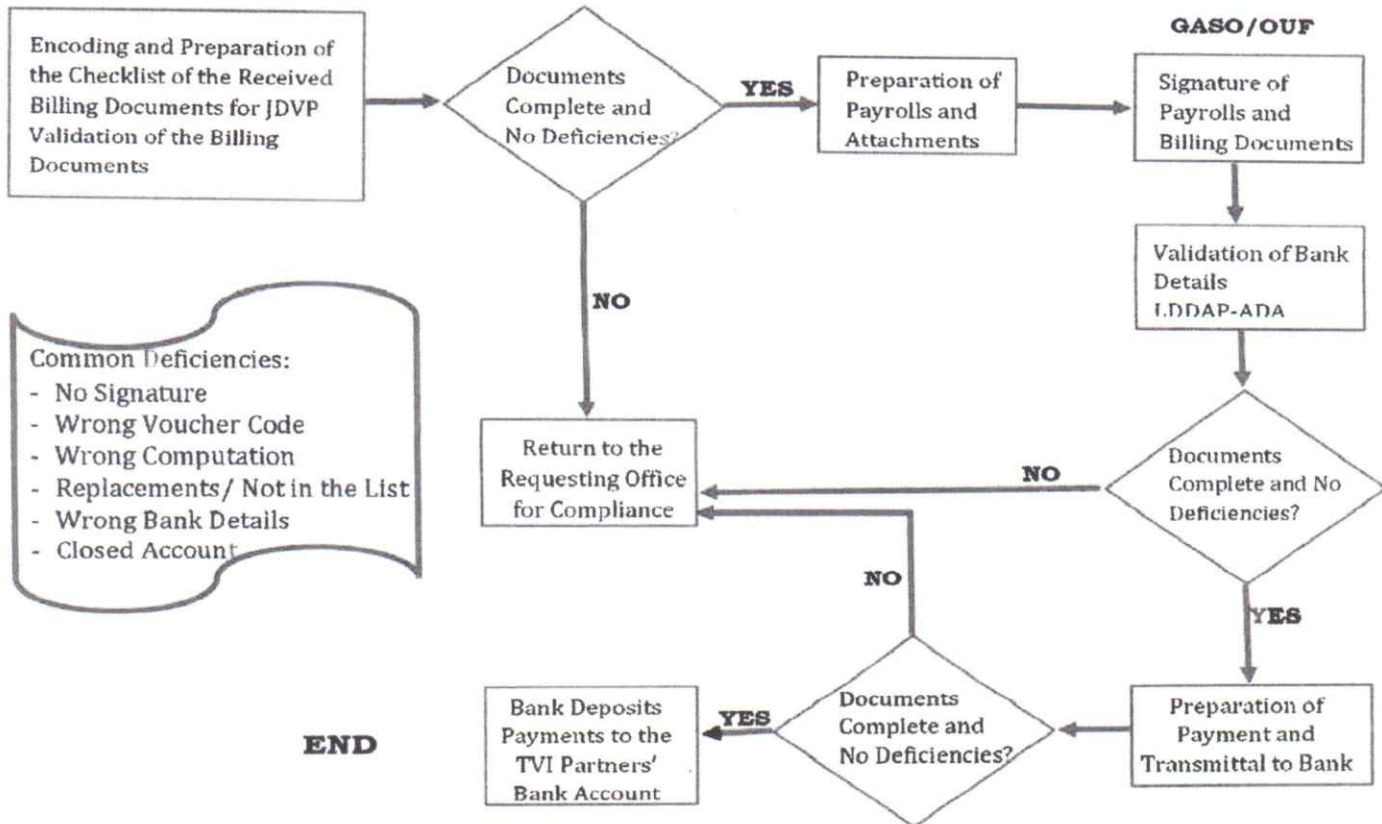 Encoding and Preparation of
the Checklist of the Received
Billing Documents for JDVP
Validation of the Billing
Documents
Documents
Complete and
No Deficiencies?
YES
Preparation of
Payrolls and
Attachments
GASO/OUF
Signature of
Payrolls and
Billing Documents
Validation of Bank
Details
LDDAP-ADA
NO
Common Deficiencies:
- No Signature
- Wrong Voucher Code
- Wrong Computation
- Replacements/ Not in the List
- Wrong Bank Details
- Closed Account
Return to the
Requesting Office
for Compliance
NO
Documents
Complete and No
Deficiencies?
NO
YES
END
Bank Deposits
Payments to the
TVI Partners'
Bank Account
YES
Documents
Complete and
No Deficiencies?
Preparation of
Payment and
Transmittal to Bank